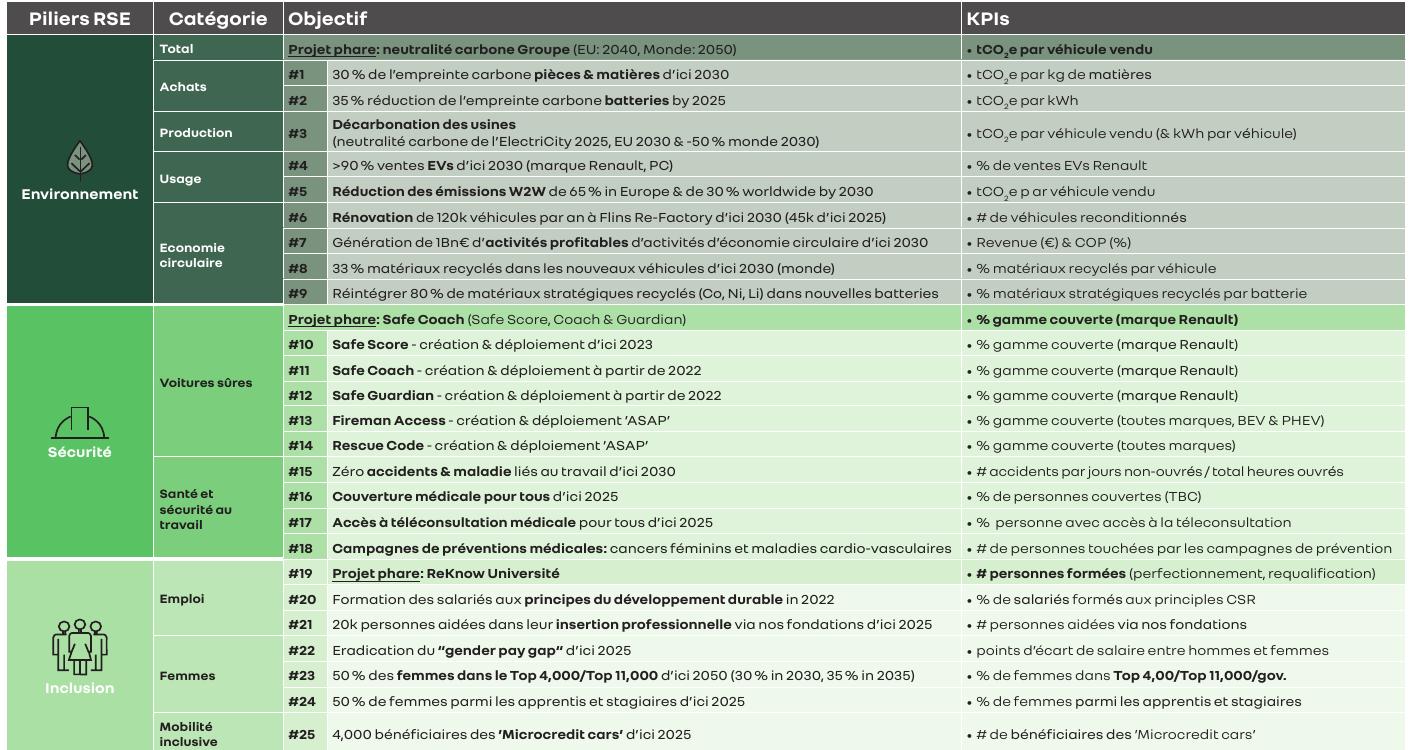 Piliers RSE Catégorie Objectif KPIs
Environnement
Total Projet phare: neutralité carbone Groupe (EU: 2040, Monde: 2050) • tCO2e par véhicule vendu
Achats
#1 30 % de l'empreinte carbone pièces & matières d'ici 2030 • tCO2e par kg de matières
#2 35 % réduction de l'empreinte carbone batteries by 2025 • tCO2e par kWh
Production
#3 Décarbonation des usines
(neutralité carbone de l'ElectriCity 2025, EU 2030 & -50 % monde 2030) • tCO2e par véhicule vendu (& kWh par véhicule)
Usage
#4 >90 % ventes EVs d'ici 2030 (marque Renault, PC) • % de ventes EVs Renault
#5 Réduction des émissions W2W de 65 % in Europe & de 30 % worldwide by 2030 • tCO2e p ar véhicule vendu
Economie
circulaire
#6 Rénovation de 120k véhicules par an à Flins Re-Factory d'ici 2030 (45k d'ici 2025) • # de véhicules reconditionnés
#7 Génération de 1Bn€ d'activités profitables d'activités d'économie circulaire d'ici 2030 • Revenue (€) & COP (%)
#8 33 % matériaux recyclés dans les nouveaux véhicules d'ici 2030 (monde) • % matériaux recyclés par véhicule
#9 Réintégrer 80 % de matériaux stratégiques recyclés (Co, Ni, Li) dans nouvelles batteries • % matériaux stratégiques recyclés par batterie
Sécurité
Voitures sûres
Projet phare: Safe Coach (Safe Score, Coach & Guardian) • % gamme couverte (marque Renault)
#10 Safe Score - création & déploiement d'ici 2023 • % gamme couverte (marque Renault)
#11 Safe Coach - création & déploiement à partir de 2022 • % gamme couverte (marque Renault)
#12 Safe Guardian - création & déploiement à partir de 2022 • % gamme couverte (marque Renault)
#13 Fireman Access - création & déploiement 'ASAP' • % gamme couverte (toutes marques, BEV & PHEV)
#14 Rescue Code - création & déploiement 'ASAP' • % gamme couverte (toutes marques)
Santé et
sécurité au
travail
#15 Zéro accidents & maladie liés au travail d'ici 2030 • # accidents par jours non-ouvrés / total heures ouvrés
#16 Couverture médicale pour tous d'ici 2025 • % de personnes couvertes (TBC)
#17 Accès à téléconsultation médicale pour tous d'ici 2025 • % personne avec accès à la téleconsultation
#18 Campagnes de préventions médicales: cancers féminins et maladies cardio-vasculaires • # de personnes touchées par les campagnes de prévention
Inclusion
Emploi
#19 Projet phare: ReKnow Université • # personnes formées (perfectionnement, requalification)
#20 Formation des salariés aux principes du développement durable in 2022 • % de salariés formés aux principes CSR
#21 20k personnes aidées dans leur insertion professionnelle via nos fondations d'ici 2025 • # personnes aidées via nos fondations
Femmes
#22 Eradication du "gender pay gap" d'ici 2025 • points d'écart de salaire entre hommes et femmes
#23 50 % des femmes dans le Top 4,000/Top 11,000 d'ici 2050 (30 % in 2030, 35 % in 2035) • % de femmes dans Top 4,00/Top 11,000/gov.
#24 50 % de femmes parmi les apprentis et stagiaires d'ici 2025 • % de femmes parmi les apprentis et stagiaires
Mobilité
inclusive
#25 4,000 bénéficiaires des 'Microcredit cars' d'ici 2025 • # de bénéficiaires des 'Microcredit cars'